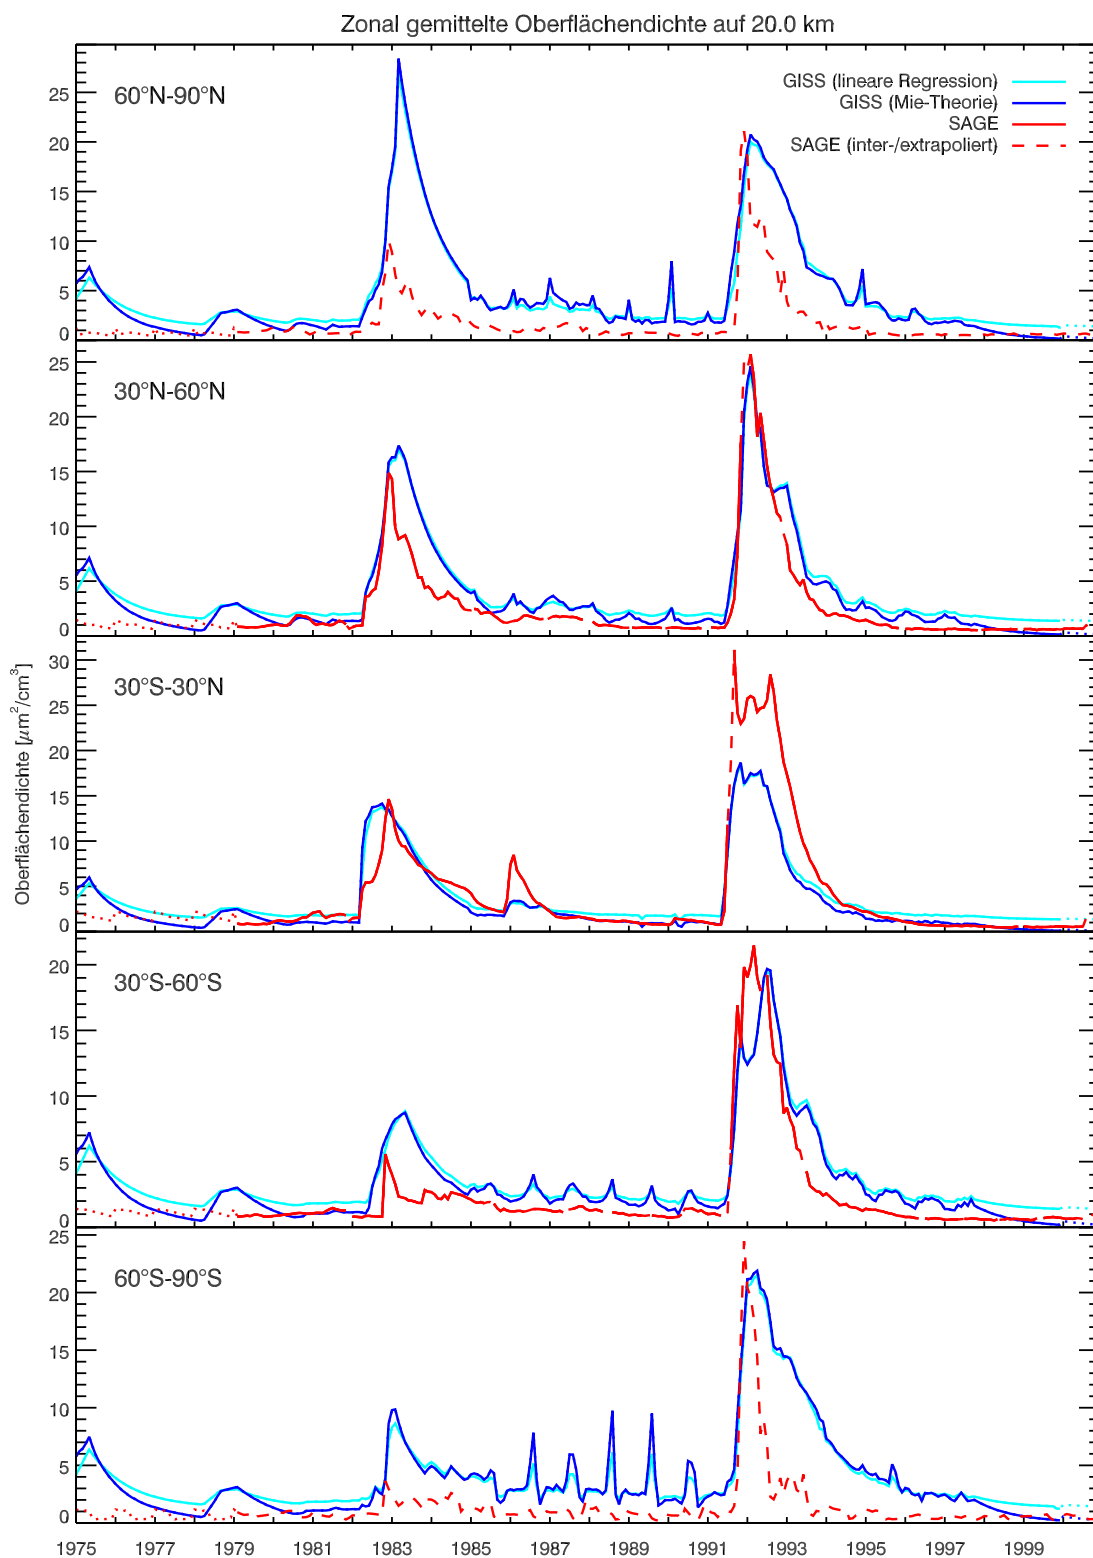 Zonal gemittelte Oberflächendichte auf 20.0 km
60°N-90°N
GISS (lineare Regression)
GISS (Mie-Theorie)
SAGE
SAGE (inter-/extrapoliert)
25
20
15
10
5
0
30°N-60°N
25
20
15
10
5
0
Oberflächendichte [µm²/cm³]
30°S-30°N
30
25
20
15
10
5
0
30°S-60°S
20
15
10
5
0
60°S-90°S
25
20
15
10
5
0
1975 1977 1979 1981 1983 1985 1987 1989 1991 1993 1995 1997 1999